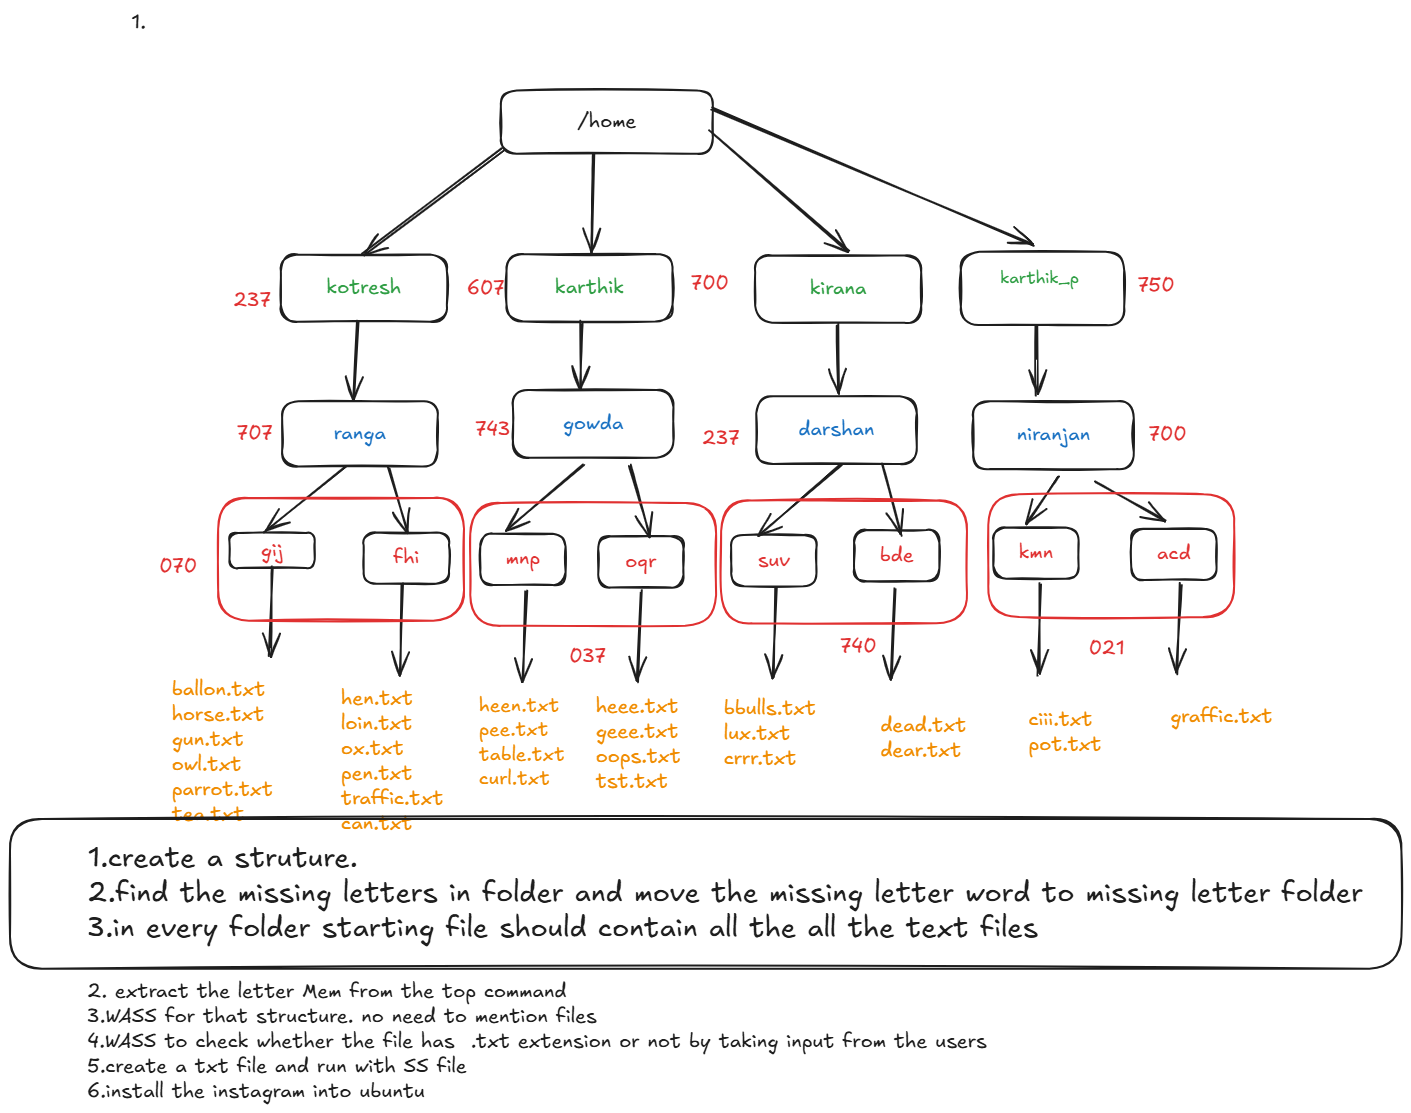 1.
/home
kotresh
karthik
kirana
karthik_p
237
607
700
750
ranga
gowda
darshan
niranjan
707
743
237
700
gij
fhi
mnp
oqr
suv
bde
kmn
acd
070
037
740
021
ballon.txt
horse.txt
gun.txt
owl.txt
parrot.txt
tea.txt
hen.txt
loin.txt
ox.txt
pen.txt
traffic.txt
can.txt
heen.txt
pee.txt
table.txt
curl.txt
heee.txt
geee.txt
oops.txt
tst.txt
bbulls.txt
lux.txt
crrr.txt
dead.txt
dear.txt
ciii.txt
pot.txt
graffic.txt
1.create a struture.
2.find the missing letters in folder and move the missing letter word to missing letter folder
3.in every folder starting file should contain all the all the text files
2. extract the letter Mem from the top command
3.WASS for that structure. no need to mention files
4.WASS to check whether the file has .txt extension or not by taking input from the users
5.create a txt file and run with SS file
6.install the instagram into ubuntu